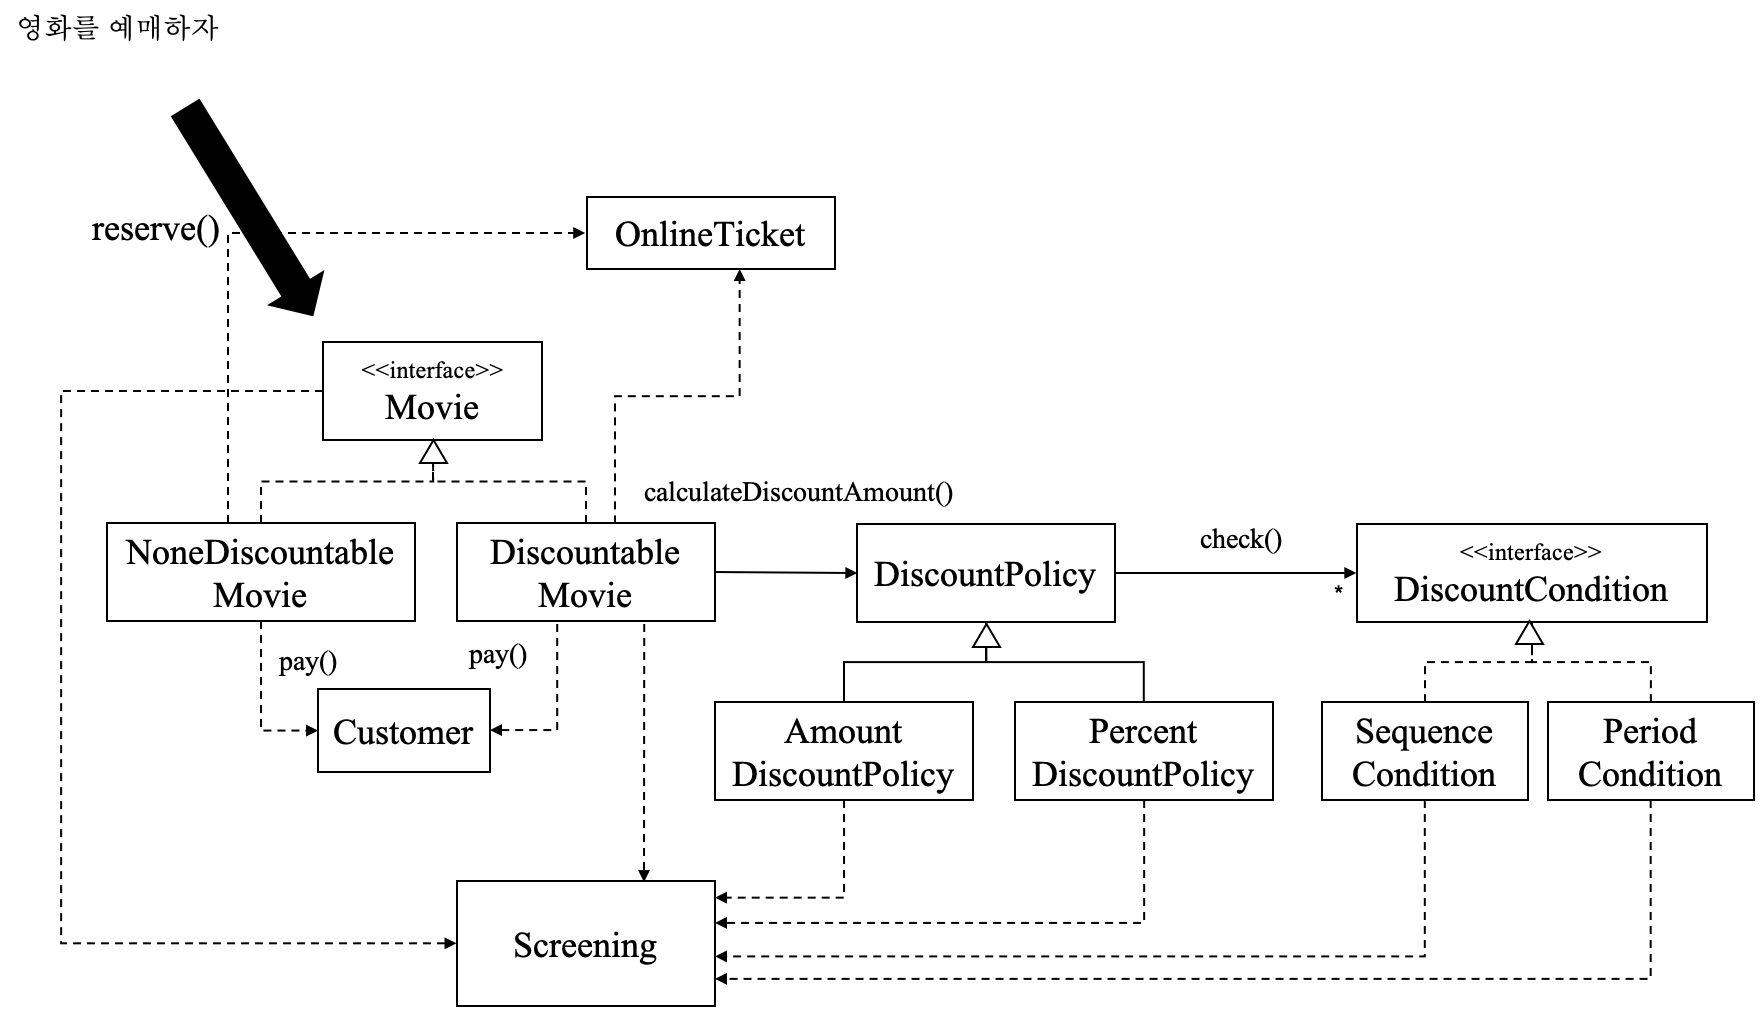 영화를 예매하자
reserve()
OnlineTicket
<<interface>>
Movie
calculateDiscountAmount()
NoneDiscountable
Movie
Discountable
Movie
DiscountPolicy
check()
*
<<interface>>
DiscountCondition
pay()
pay()
Customer
Amount
DiscountPolicy
Percent
DiscountPolicy
Sequence
Condition
Period
Condition
Screening